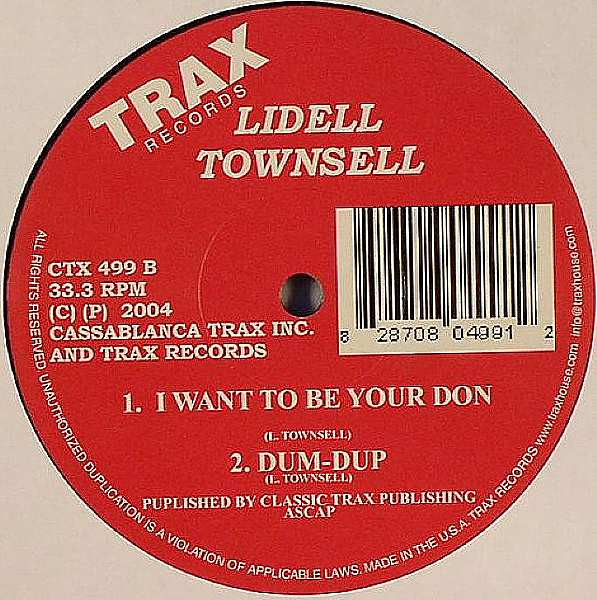 TRAX
RECORDS
LIDELL
TOWNSELL
CTX 499 B
33.3 RPM
(C) (P) 2004
CASSABLANCA TRAX INC.
AND TRAX RECORDS
8 28708 04991 2
1. I WANT TO BE YOUR DON
(L. TOWNSELL)
2. DUM-DUP
(L. TOWNSELL)
PUPLISHED BY CLASSIC TRAX PUBLISHING
ASCAP
ALL RIGHTS RESERVED. UNAUTHORIZED DUPLICATION IS A VIOLATION OF APPLICABLE LAWS. MADE IN THE U.S.A. TRAX RECORDS www.traxhouse.com info@traxhouse.com